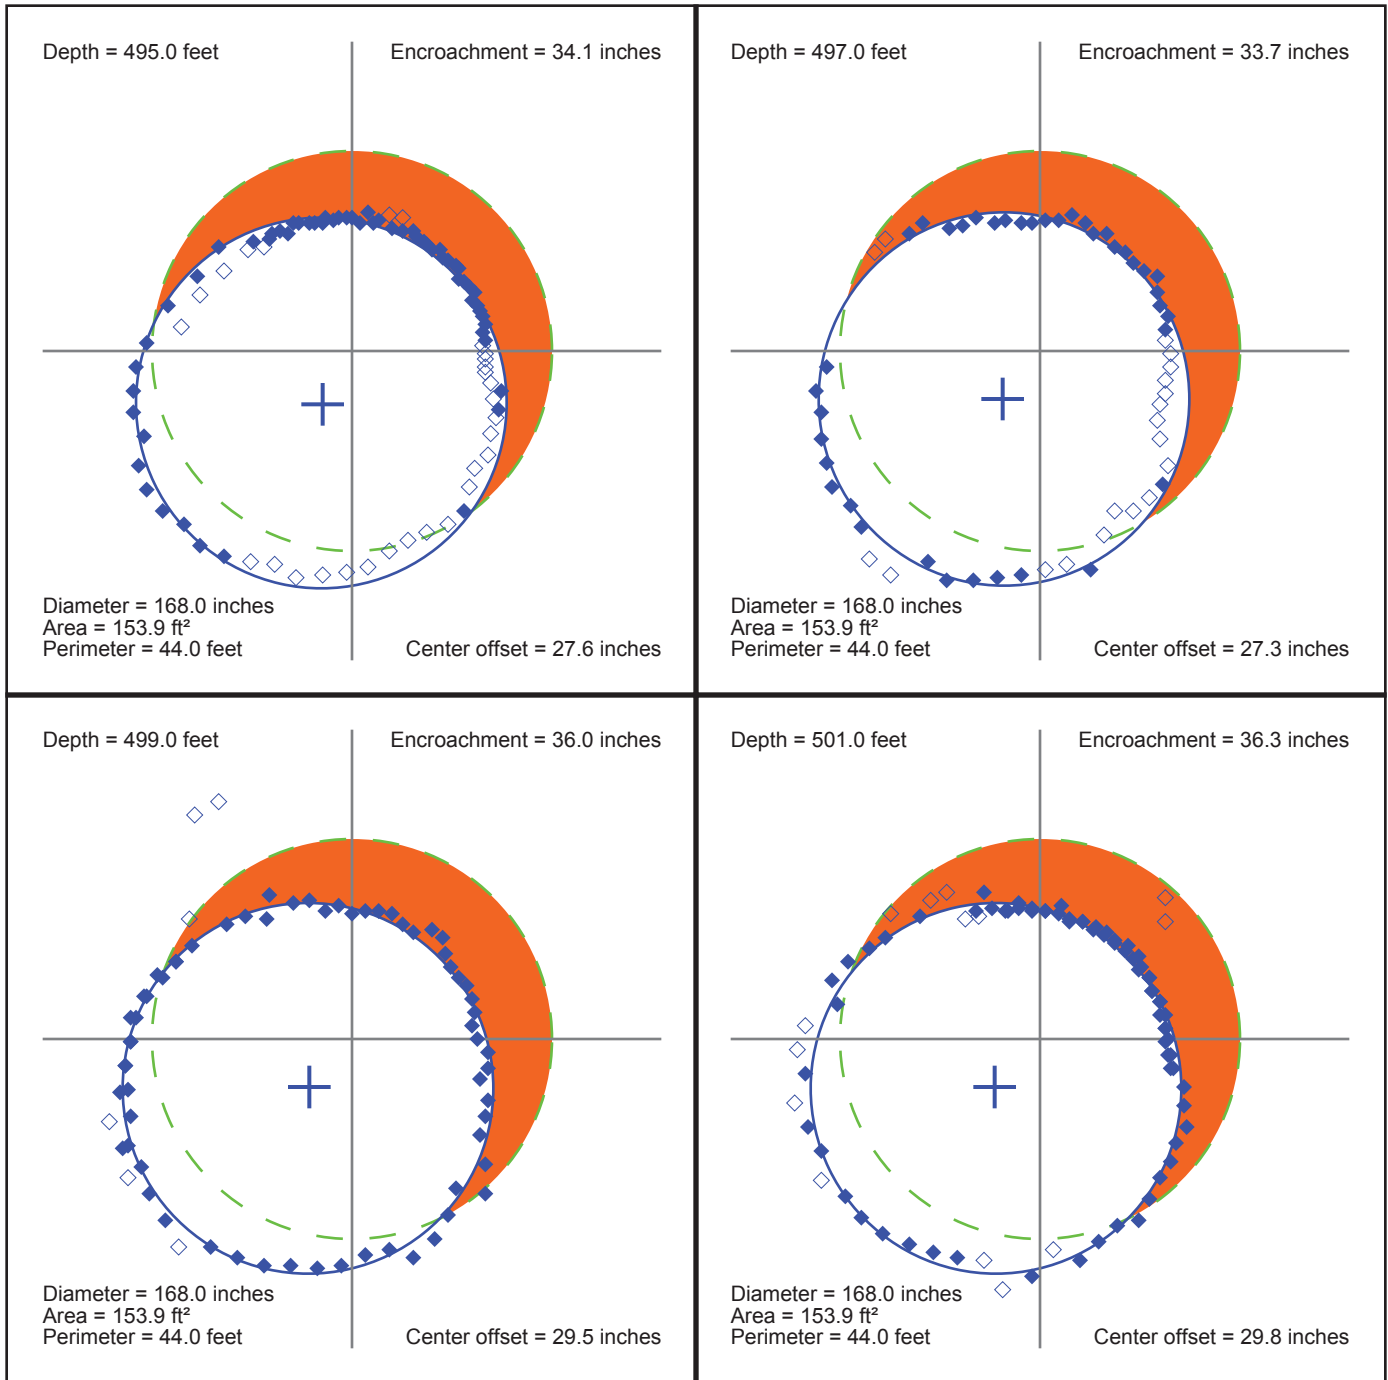 Depth = 495.0 feet
Encroachment = 34.1 inches
Diameter = 168.0 inches
Area = 153.9 ft²
Perimeter = 44.0 feet
Center offset = 27.6 inches
Depth = 497.0 feet
Encroachment = 33.7 inches
Diameter = 168.0 inches
Area = 153.9 ft²
Perimeter = 44.0 feet
Center offset = 27.3 inches
Depth = 499.0 feet
Encroachment = 36.0 inches
Diameter = 168.0 inches
Area = 153.9 ft²
Perimeter = 44.0 feet
Center offset = 29.5 inches
Depth = 501.0 feet
Encroachment = 36.3 inches
Diameter = 168.0 inches
Area = 153.9 ft²
Perimeter = 44.0 feet
Center offset = 29.8 inches